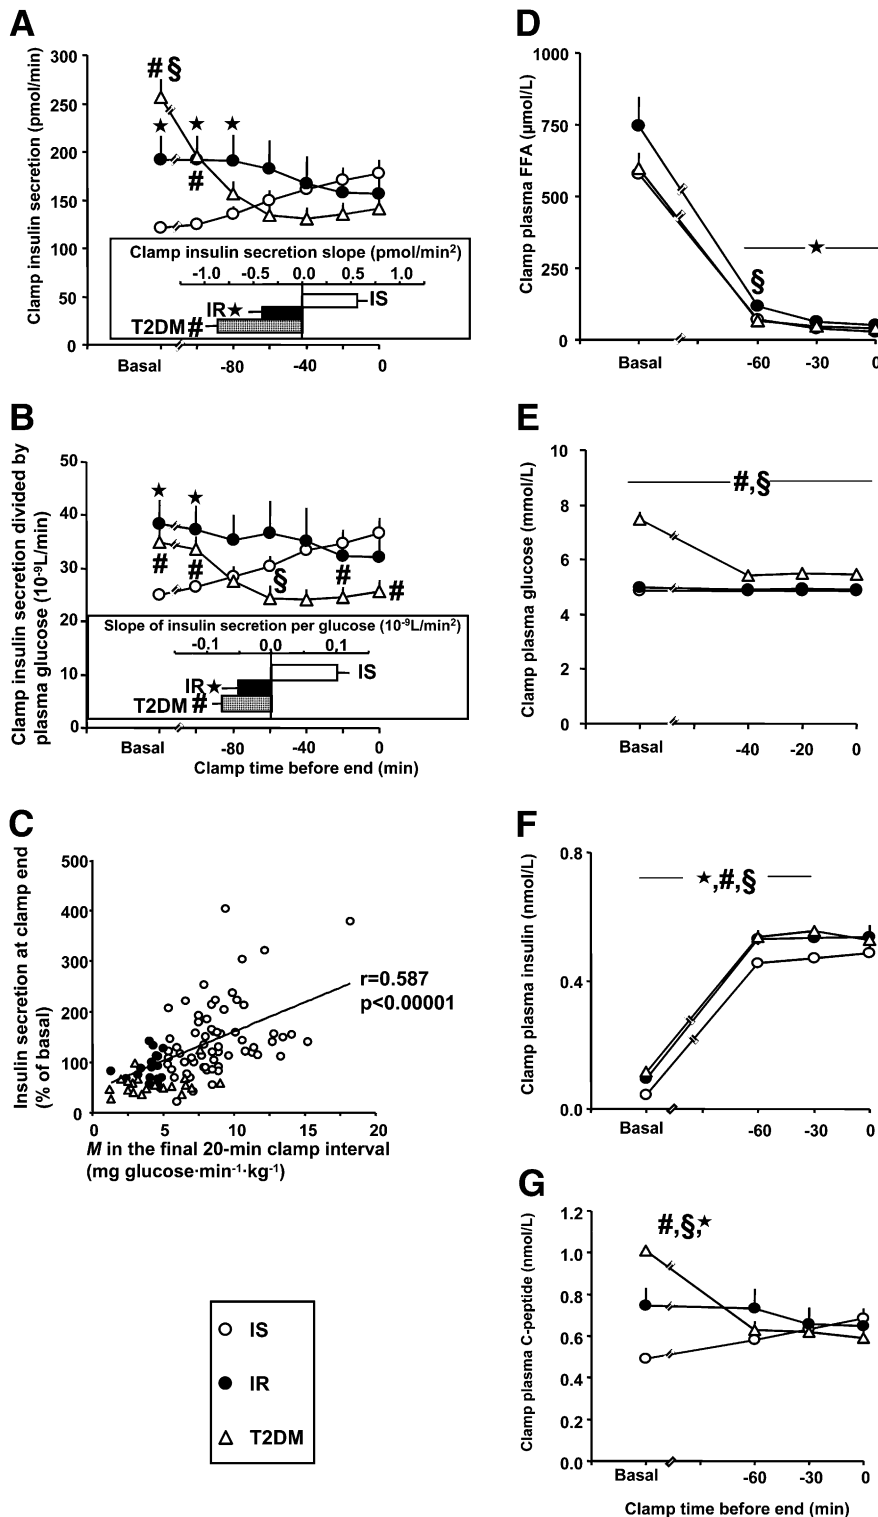 A
Clamp insulin secretion (pmol/min)
300
250
200
150
100
50
0
# §
★ ★ ★
#
Clamp insulin secretion slope (pmol/min²)
-1.0 -0.5 0.0 0.5 1.0
IS
IR★
T2DM #
Basal -80 -40 0
B
Clamp insulin secretion divided by
plasma glucose (10⁻⁹L/min)
50
40
30
20
10
0
★ ★
# # § # #
Slope of insulin secretion per glucose (10⁻⁹L/min²)
-0.1 0.0 0.1
IS
IR★
T2DM #
Basal -80 -40 0
Clamp time before end (min)
C
Insulin secretion at clamp end
(% of basal)
500
400
300
200
100
0
r=0.587
p<0.00001
0 5 10 15 20
M in the final 20-min clamp interval
(mg glucose·min⁻¹·kg⁻¹)
IS
IR
T2DM
D
Clamp plasma FFA (µmol/L)
1000
750
500
250
0
★
§
Basal -60 -30 0
E
Clamp plasma glucose (mmol/L)
10
8
6
4
2
0
#,§
Basal -40 -20 0
F
Clamp plasma insulin (nmol/L)
0.8
0.4
0.0
★,#,§
Basal -60 -30 0
G
Clamp plasma C-peptide (nmol/L)
1.2
1.0
0.8
0.6
0.4
0.2
0.0
#,§,★
Basal -60 -30 0
Clamp time before end (min)